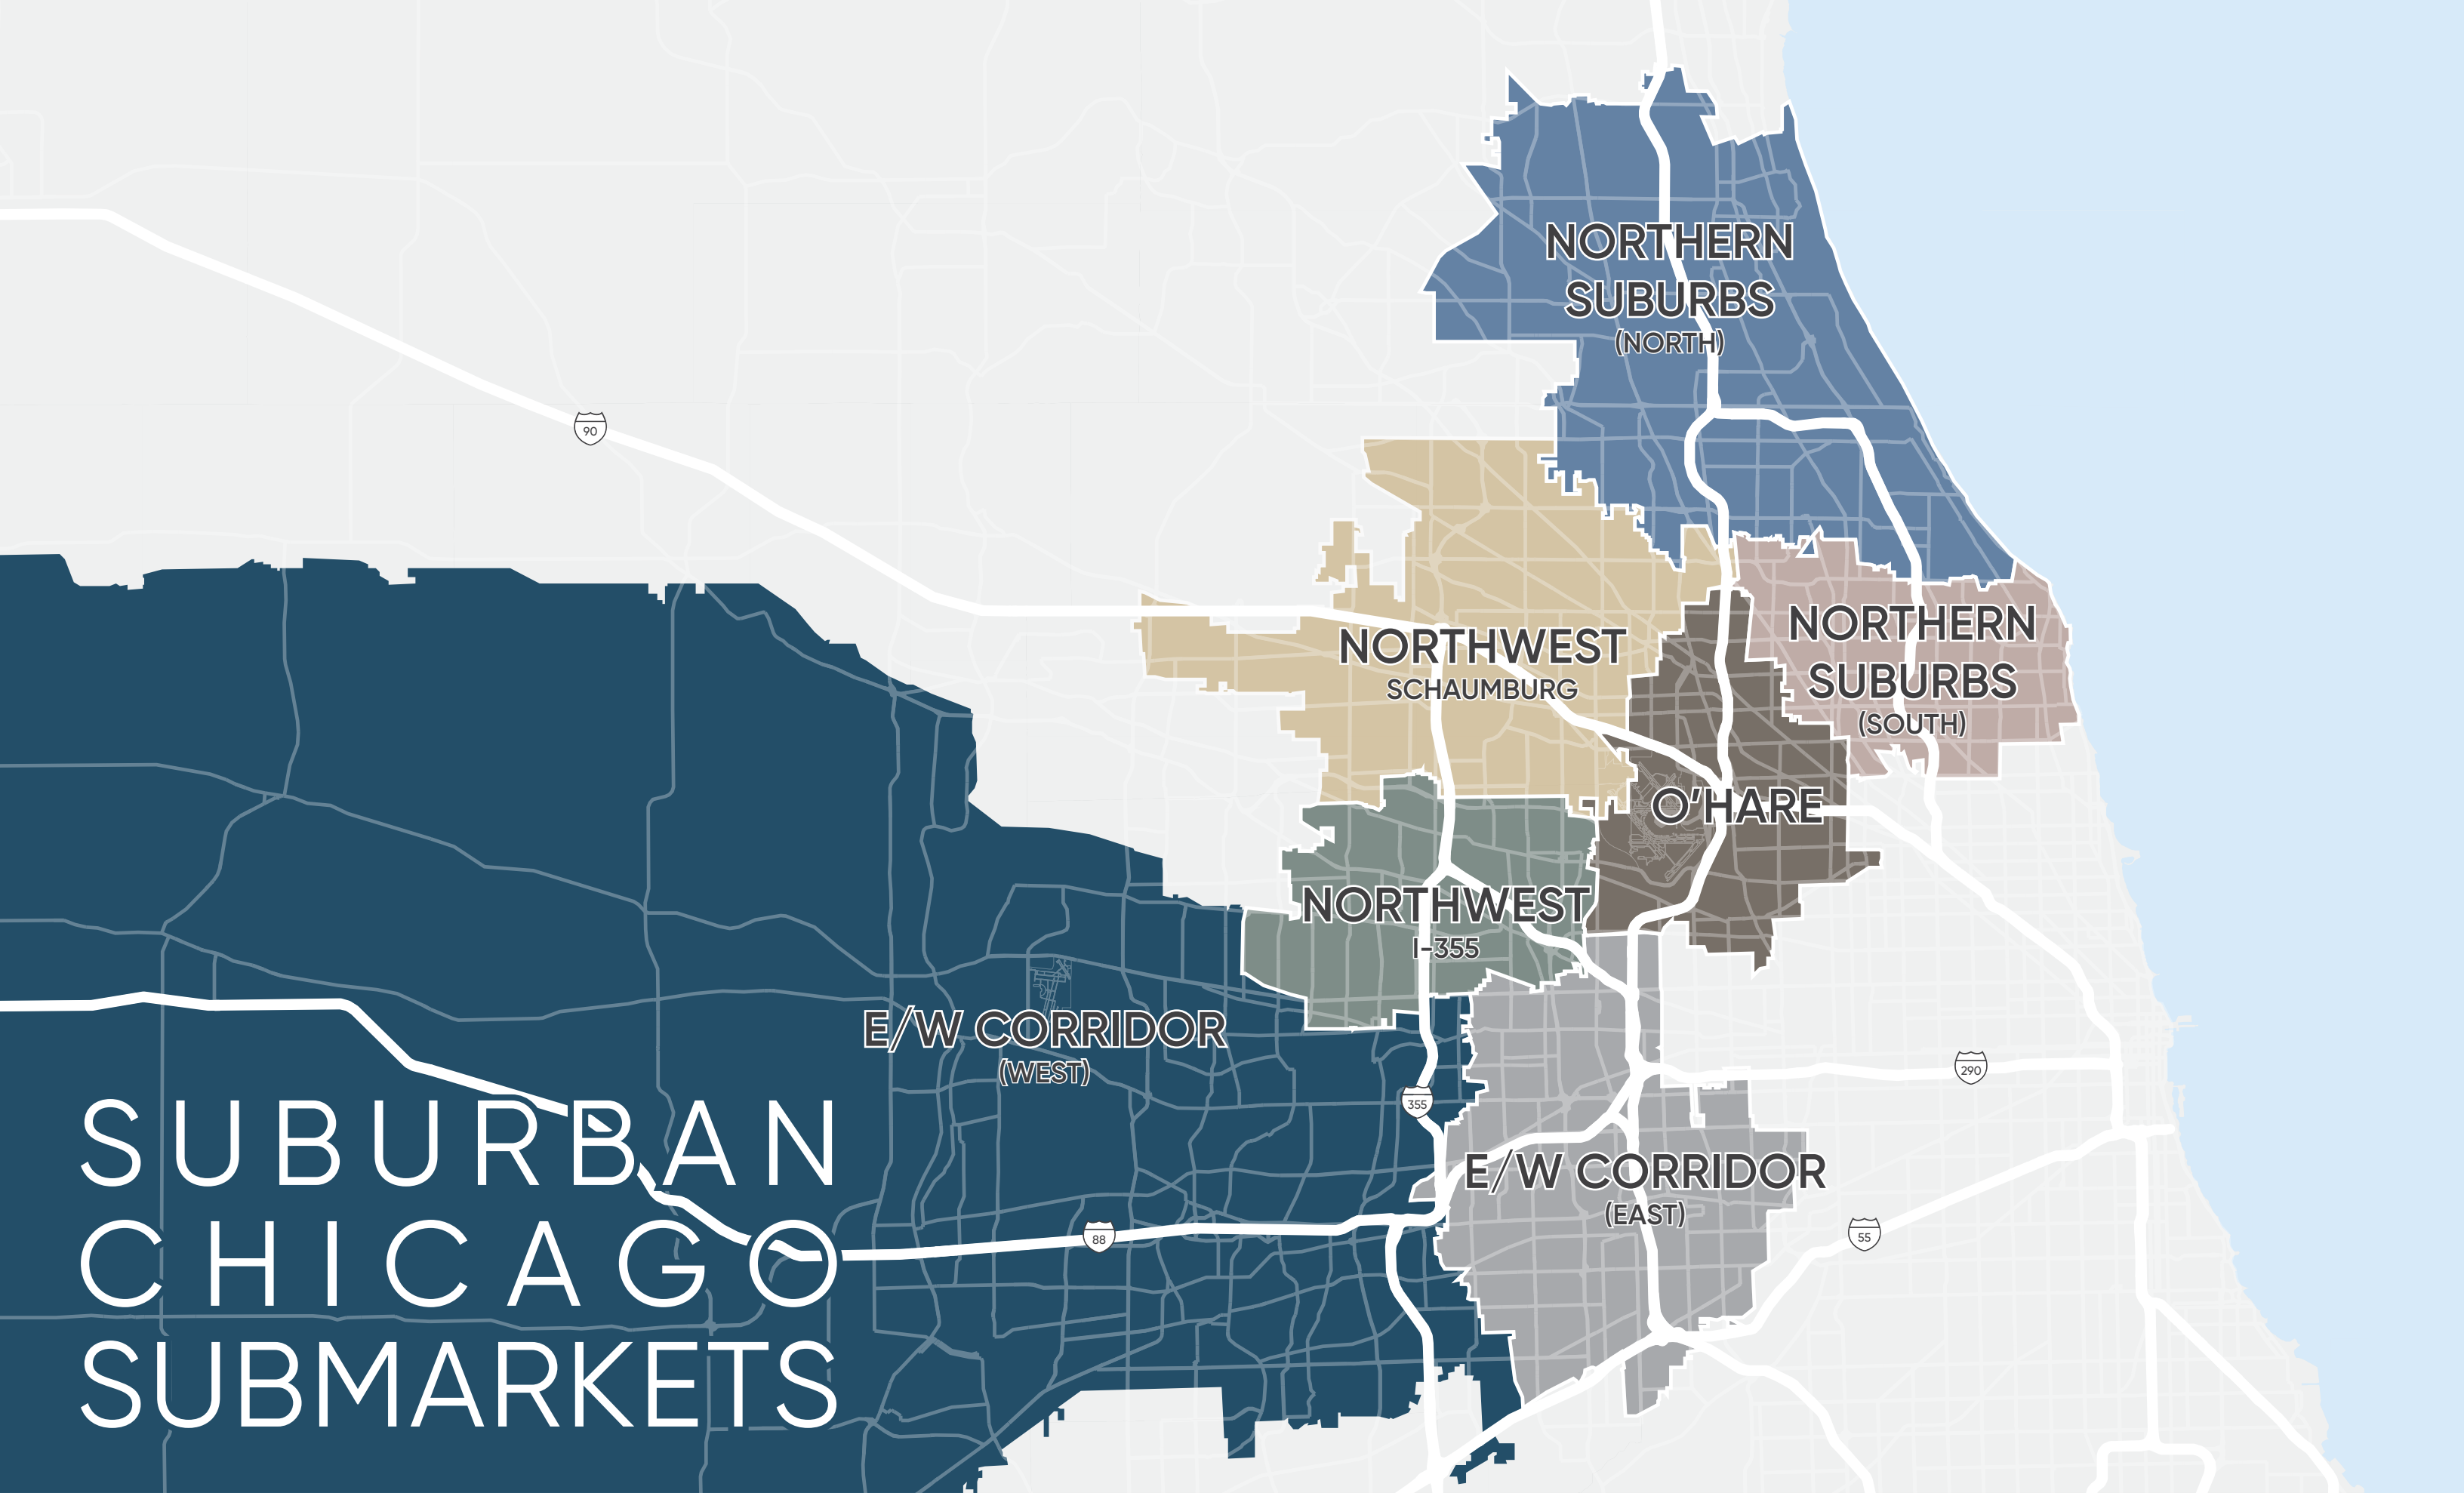 NORTHERN
SUBURBS
(NORTH)
90
NORTHERN
SUBURBS
(SOUTH)
NORTHWEST
SCHAUMBURG
O'HARE
NORTHWEST
I-355
E/W CORRIDOR
(WEST)
290
355
E/W CORRIDOR
(EAST)
88
55
SUBURBAN
CHICAGO
SUBMARKETS